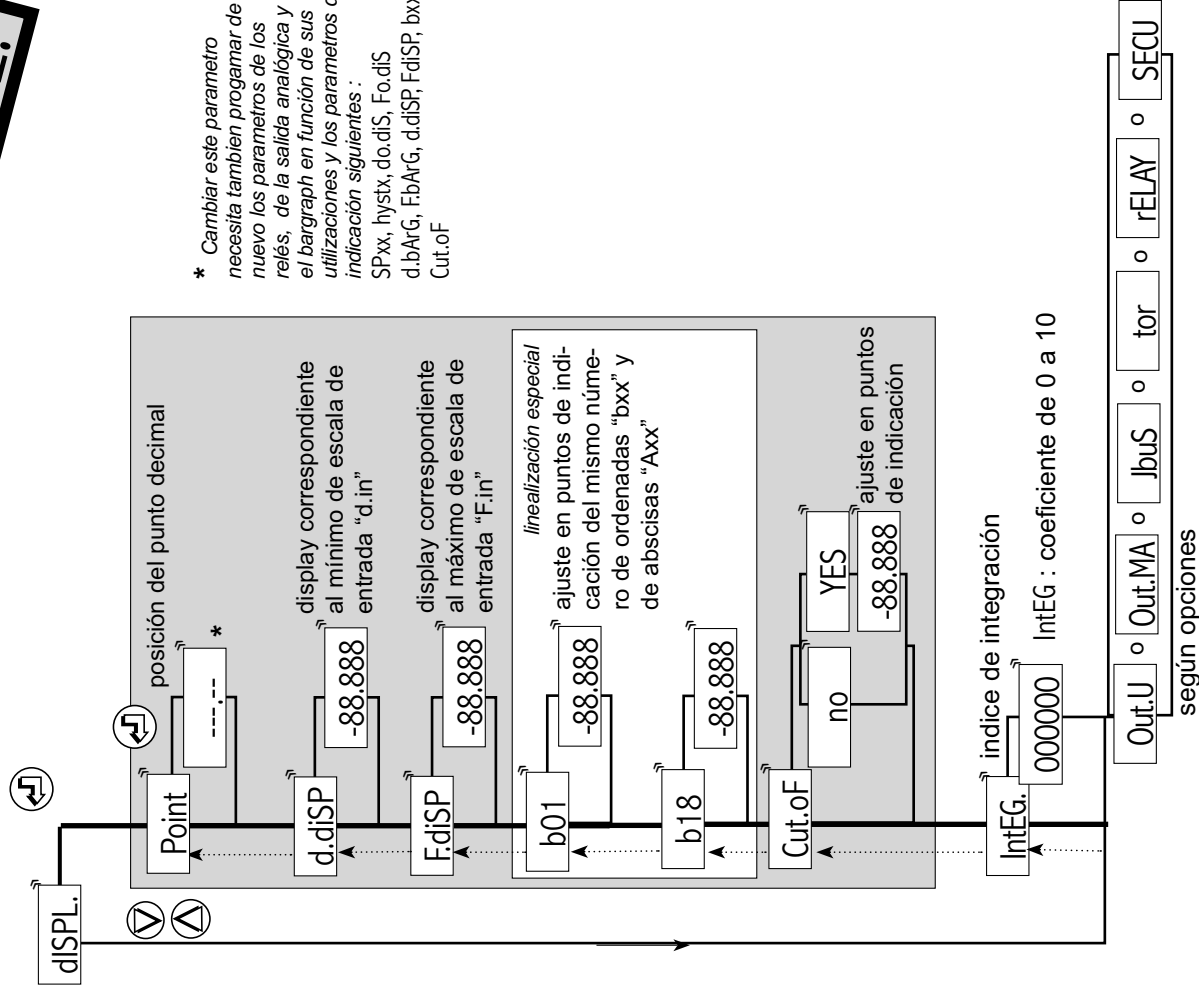 dISPL.
Point
posición del punto decimal
---.--
*
d.diSP
-88.888
display correspondiente
al mínimo de escala de
entrada “d.in”
F.diSP
-88.888
display correspondiente
al máximo de escala de
entrada “F.in”
linealización especial
b01
-88.888
ajuste en puntos de indi-
cación del mismo núme-
ro de ordenadas “bxx” y
de abscisas “Axx”
b18
-88.888
Cut.oF
no
YES
-88.888
ajuste en puntos
de indicación
IntEG.
indice de integración
000000
IntEG : coeficiente de 0 a 10
Out.U o Out.MA o JbuS o tor o rELAY o SECU
según opciones
* Cambiar este parametro
necesita tambien progamar de
nuevo los parametros de los
relés, de la salida analógica y
el bargraph en función de sus
utilizaciones y los parametros
indicación siguientes :
SPxx, hystx, do.diS, Fo.diS
d.bArG, F.bArG, d.diSP, FdiSP,
Cut.oF